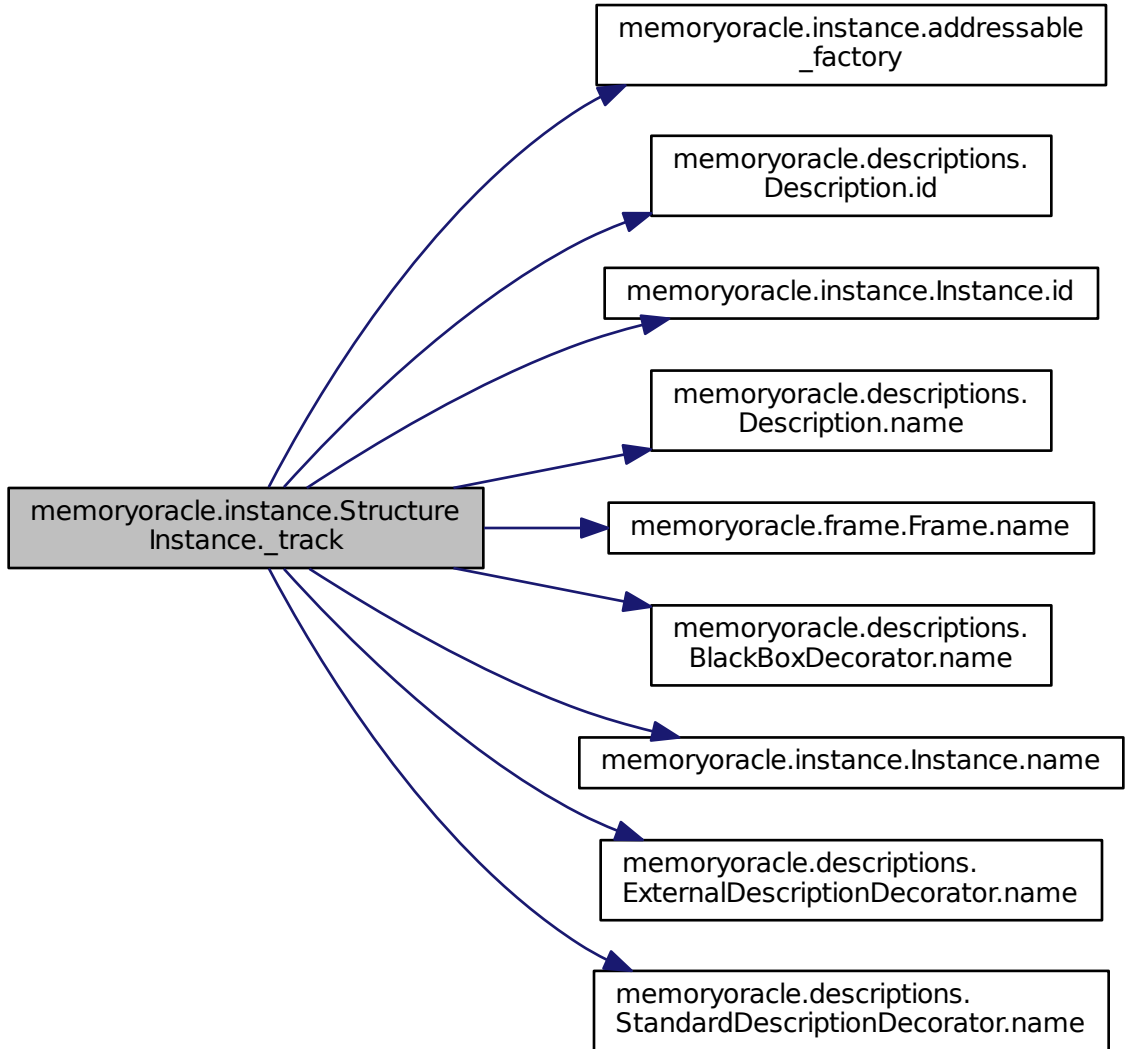 memoryoracle.instance.addressable
_factory
memoryoracle.descriptions.
Description.id
memoryoracle.instance.Instance.id
memoryoracle.descriptions.
Description.name
memoryoracle.instance.Structure
Instance._track
memoryoracle.frame.Frame.name
memoryoracle.descriptions.
BlackBoxDecorator.name
memoryoracle.instance.Instance.name
memoryoracle.descriptions.
ExternalDescriptionDecorator.name
memoryoracle.descriptions.
StandardDescriptionDecorator.name